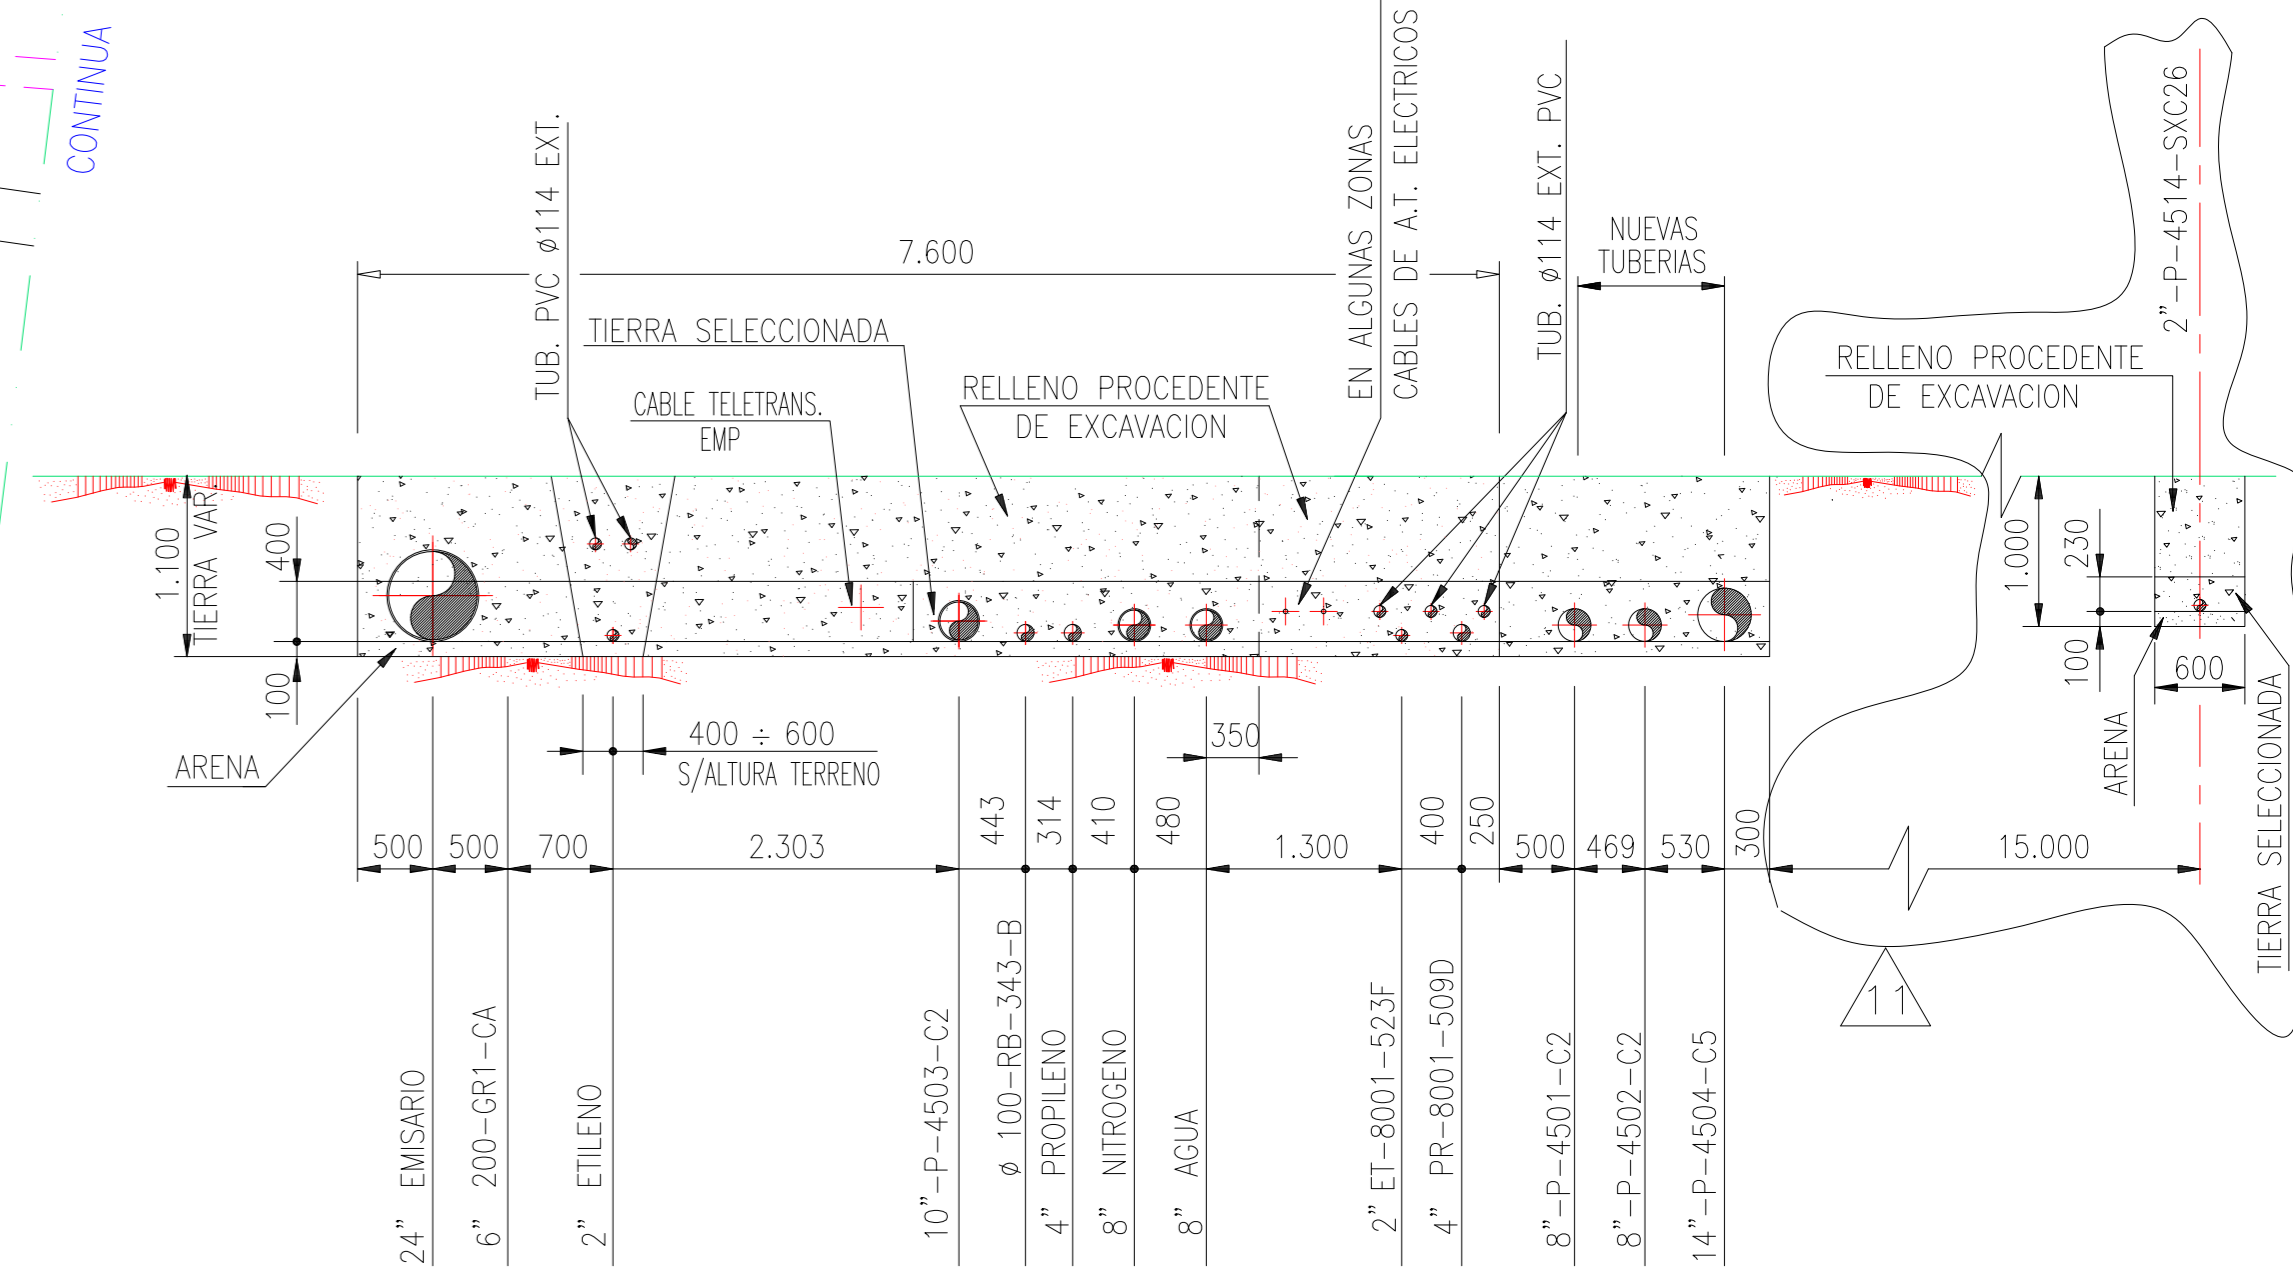 CONTINUA
TUB. PVC ø114 EXT.
7.600
TIERRA SELECCIONADA
CABLE TELETRANS.
EMP
RELLENO PROCEDENTE
DE EXCAVACION
EN ALGUNAS ZONAS
CABLES DE A.T. ELECTRICOS
TUB. ø114 EXT. PVC
NUEVAS
TUBERIAS
2"-P-4514-SXC26
RELLENO PROCEDENTE
DE EXCAVACION
1.100
TIERRA VAR.
400
100
ARENA
400 ÷ 600
S/ALTURA TERRENO
350
1.000
230
100
600
ARENA
TIERRA SELECCIONADA
500
500
700
2.303
443
314
410
480
1.300
400
250
500
469
530
300
15.000
24" EMISARIO
6" 200-GR1-CA
2" ETILENO
10"-P-4503-C2
ø 100-RB-343-B
4" PROPILENO
8" NITROGENO
8" AGUA
2" ET-8001-523F
4" PR-8001-509D
8"-P-4501-C2
8"-P-4502-C2
14"-P-4504-C5
11